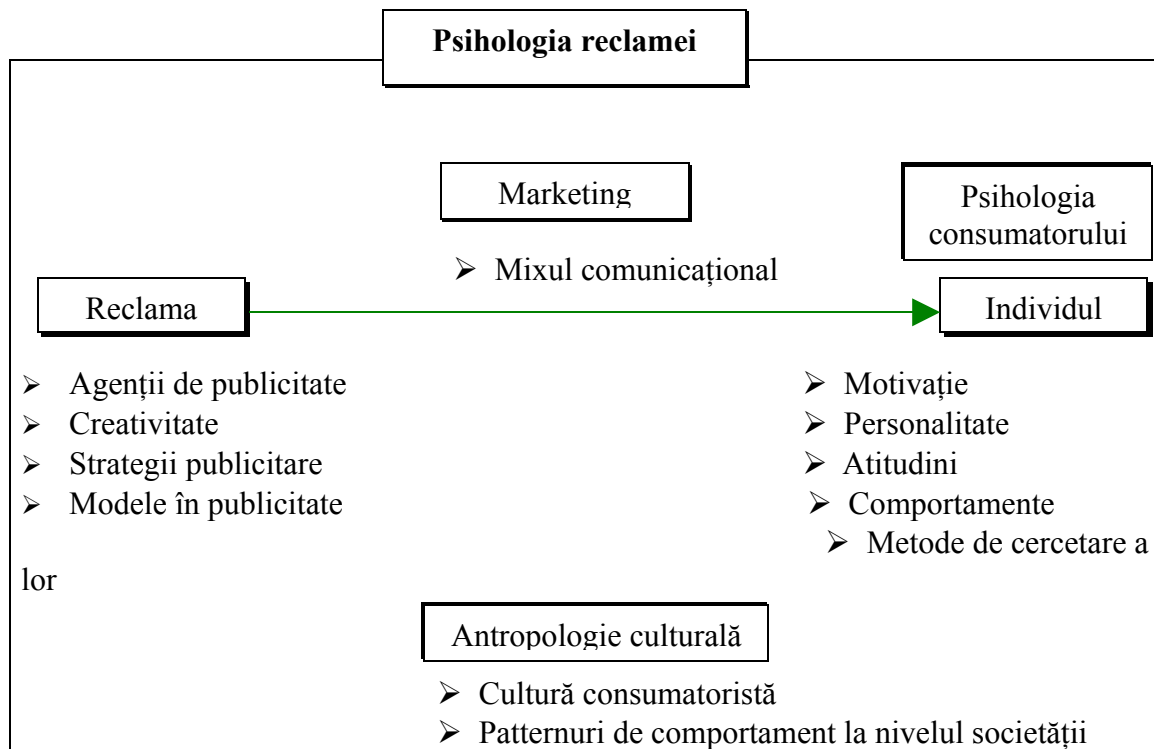 Psihologia reclamei
Marketing
Psihologia
consumatorului
➢ Mixul comunicațional
Reclama
Individul
➢ Agenții de publicitate
➢ Creativitate
➢ Strategii publicitare
➢ Modele în publicitate
➢ Motivație
➢ Personalitate
➢ Atitudini
➢ Comportamente
➢ Metode de cercetare a
lor
Antropologie culturală
➢ Cultură consumatoristă
➢ Patternuri de comportament la nivelul societății